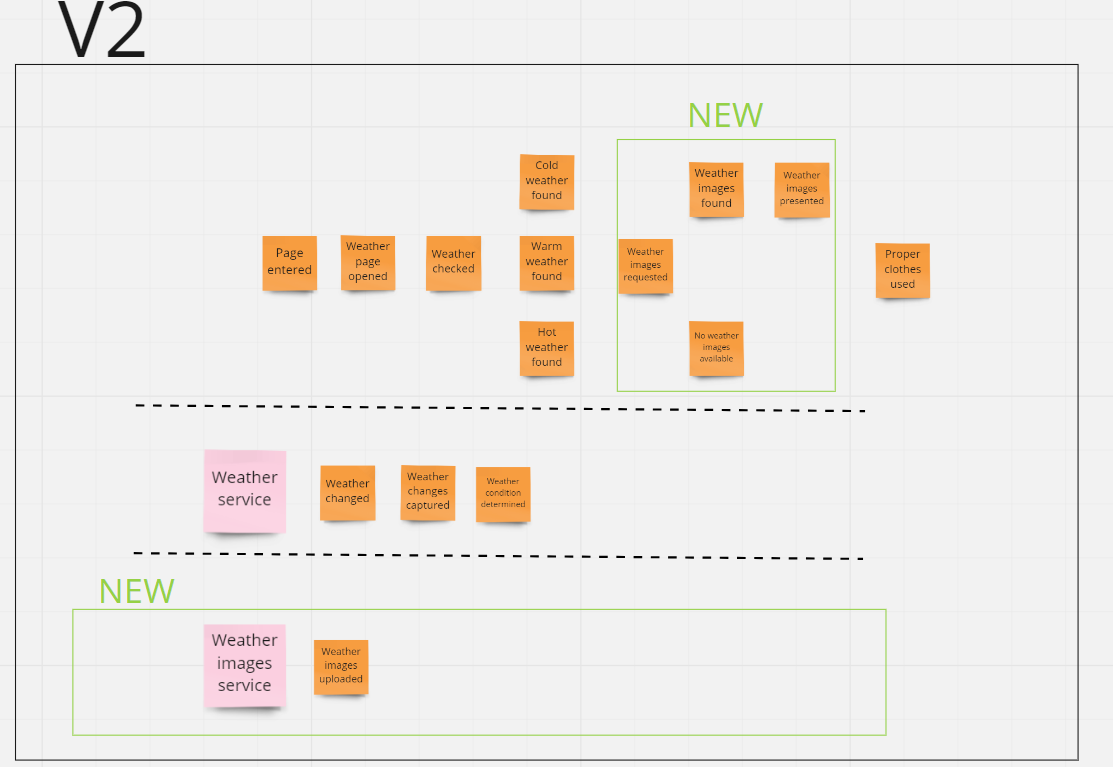 V2
NEW
Cold
weather
found
Weather
images
found
Weather
images
presented
Page
entered
Weather
page
opened
Weather
checked
Warm
weather
found
Weather
images
requested
Proper
clothes
used
Hot
weather
found
No weather
images
available
Weather
service
Weather
changed
Weather
changes
captured
Weather
condition
determined
NEW
Weather
images
service
Weather
images
uploaded